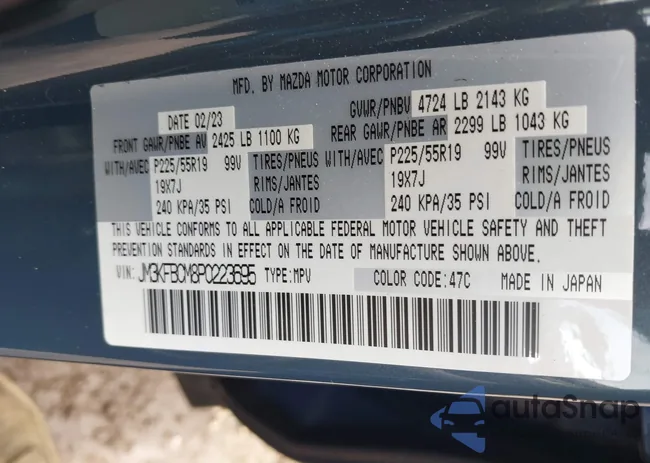 MFD. BY MAZDA MOTOR CORPORATION
DATE 02/23 GVWR/PNBV 4724 LB 2143 KG
FRONT GAWR/PNBE AV 2425 LB 1100 KG REAR GAWR/PNBE AR 2299 LB 1043 KG
WITH/AVEC P225/55R19 99V TIRES/PNEUS WITH/AVEC P225/55R19 99V TIRES/PNEUS
19X7J RIMS/JANTES 19X7J RIMS/JANTES
240 KPA/35 PSI COLD/A FROID 240 KPA/35 PSI COLD/A FROID
THIS VEHICLE CONFORMS TO ALL APPLICABLE FEDERAL MOTOR VEHICLE SAFETY AND THEFT
PREVENTION STANDARDS IN EFFECT ON THE DATE OF MANUFACTURE SHOWN ABOVE.
VIN: JM3KFBCM8P0223695 TYPE:MPV COLOR CODE:47C MADE IN JAPAN
autoSnap